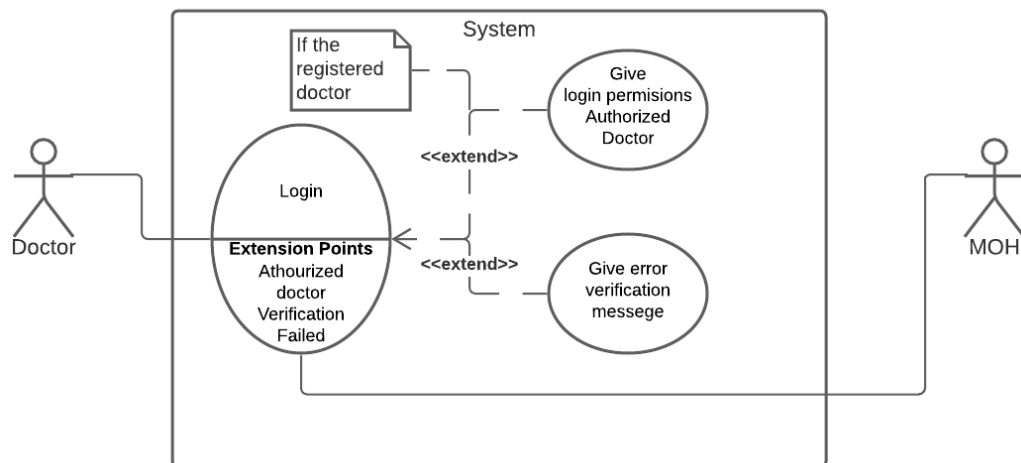 System
If the
registered
doctor
Give
login permisions
Authorized
Doctor
<<extend>>
Login
Extension Points
Athourized
doctor
Verification
Failed
<<extend>>
Give error
verification
messege
Doctor
MOH